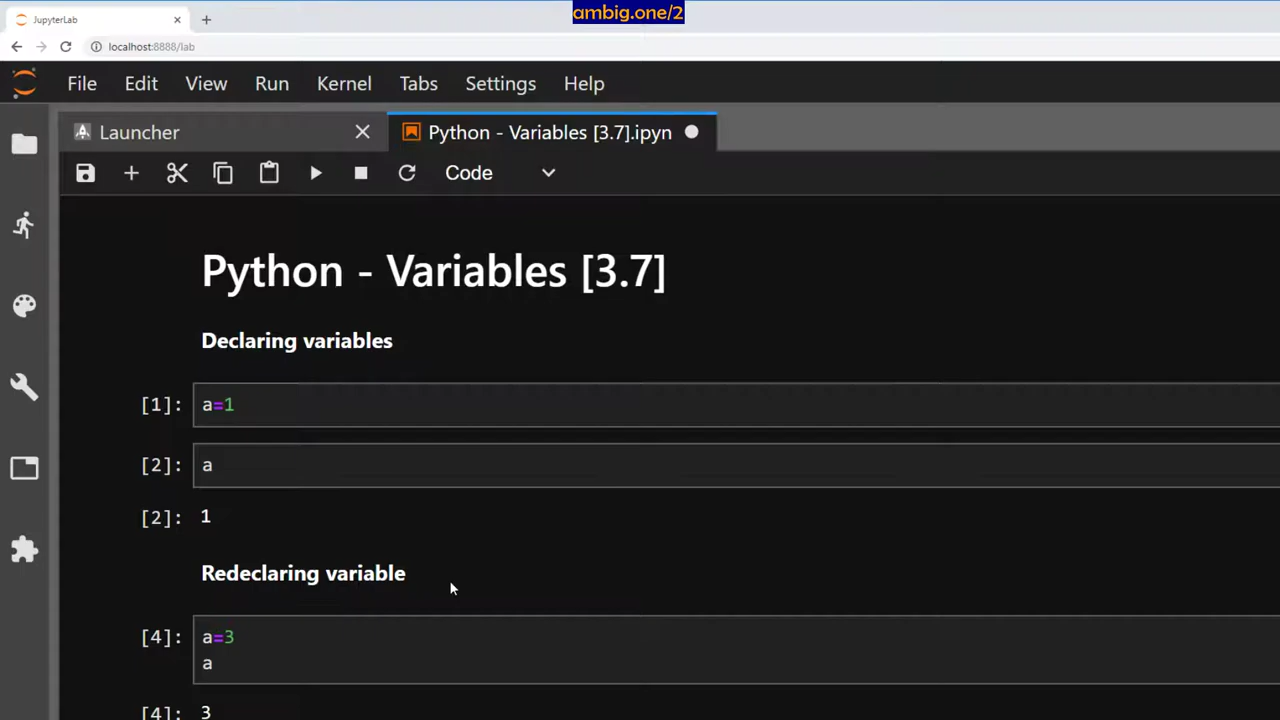 ambig.one/2
JupyterLab
localhost:8888/lab
File Edit View Run Kernel Tabs Settings Help
Launcher Python - Variables [3.7].ipyn
Code
Python - Variables [3.7]
Declaring variables
[1]: a=1
[2]: a
[2]: 1
Redeclaring variable
[4]: a=3
a
[4]: 3